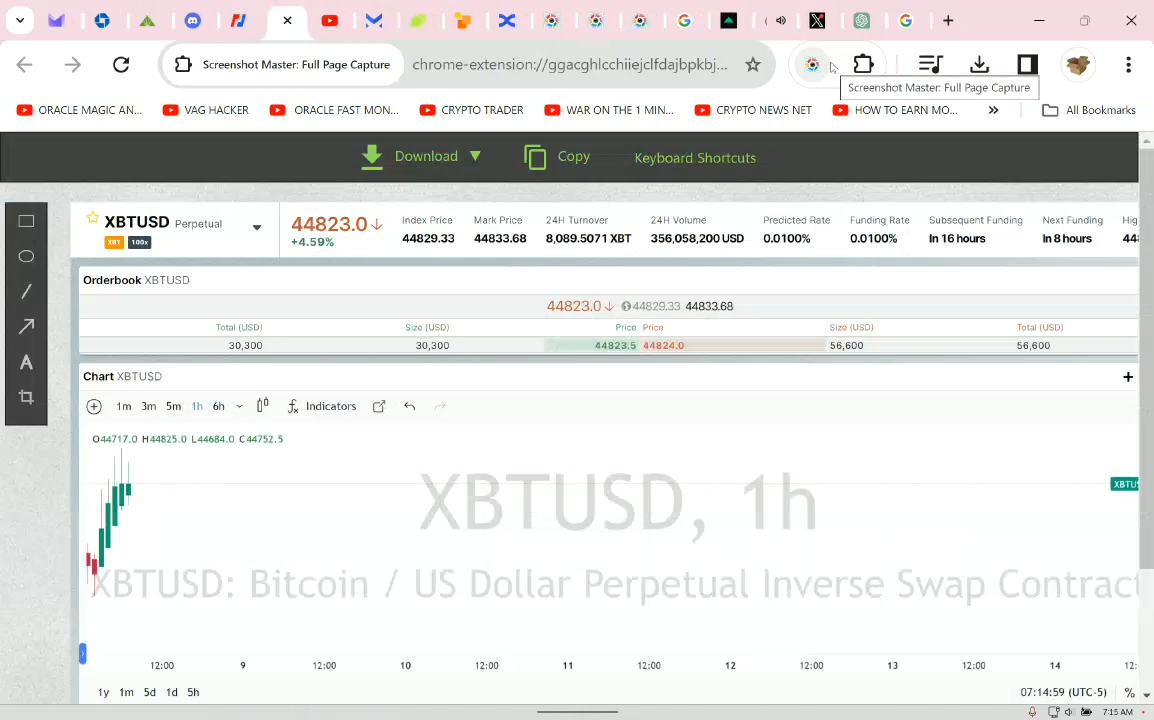 Screenshot Master: Full Page Capture
chrome-extension://ggacghlcchiiejclfdajbpkbj...
Screenshot Master: Full Page Capture
ORACLE MAGIC AN...
VAG HACKER
ORACLE FAST MON...
CRYPTO TRADER
WAR ON THE 1 MIN...
CRYPTO NEWS NET
HOW TO EARN MO...
All Bookmarks
Download
Copy
Keyboard Shortcuts
XBTUSD Perpetual
XBT 100x
44823.0
+4.59%
Index Price
44829.33
Mark Price
44833.68
24H Turnover
8,089.5071 XBT
24H Volume
356,058,200 USD
Predicted Rate
0.0100%
Funding Rate
0.0100%
Subsequent Funding
In 16 hours
Next Funding
In 8 hours
Orderbook XBTUSD
44823.0↓ 44829.33 44833.68
Total (USD) Size (USD) Price Price Size (USD) Total (USD)
30,300 30,300 44823.5 44824.0 56,600 56,600
Chart XBTUSD
1m 3m 5m 1h 6h Indicators
O44717.0 H44825.0 L44684.0 C44752.5
XBTUSD, 1h
XBTUSD: Bitcoin / US Dollar Perpetual Inverse Swap Contract
12:00 9 12:00 10 12:00 11 12:00 12 12:00 13 12:00 14 12:
1y 1m 5d 1d 5h
07:14:59 (UTC-5) %
7:15 AM